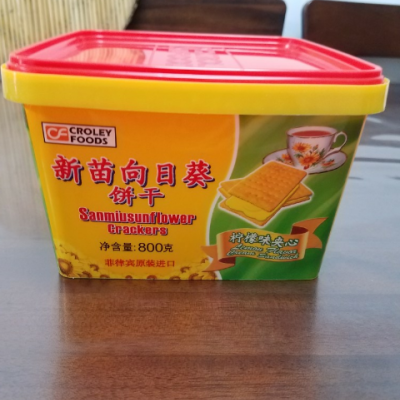 CROLEY
FOODS
新苗向日葵
饼干
Sanmiusunflower
Crackers
净含量:800克
柠檬味夹心
菲律宾原装进口